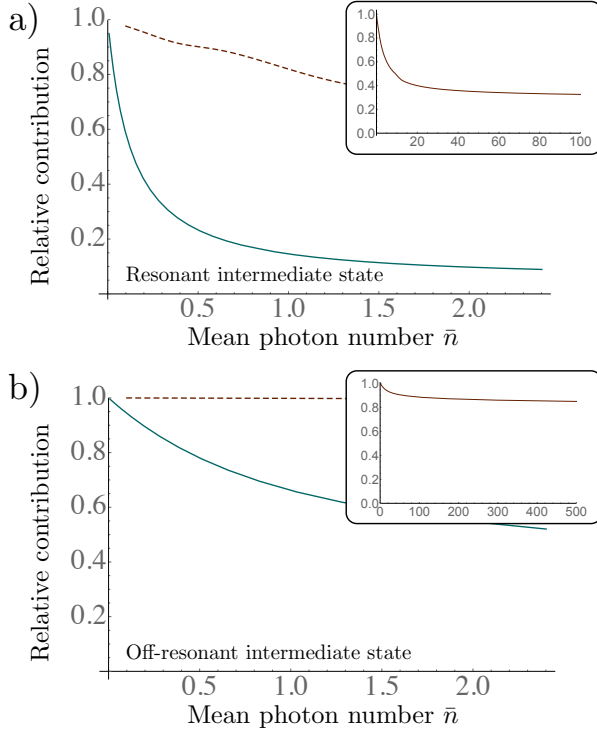 a)
Relative contribution
1.0
0.8
0.6
0.4
0.2
1.0
0.8
0.6
0.4
0.2
0.0
0 20 40 60 80 100
Resonant intermediate state
0.5 1.0 1.5 2.0
Mean photon number n̄
b)
Relative contribution
1.0
0.8
0.6
0.4
0.2
1.0
0.8
0.6
0.4
0.2
0.0
0 100 200 300 400 500
Off-resonant intermediate state
0.5 1.0 1.5 2.0
Mean photon number n̄